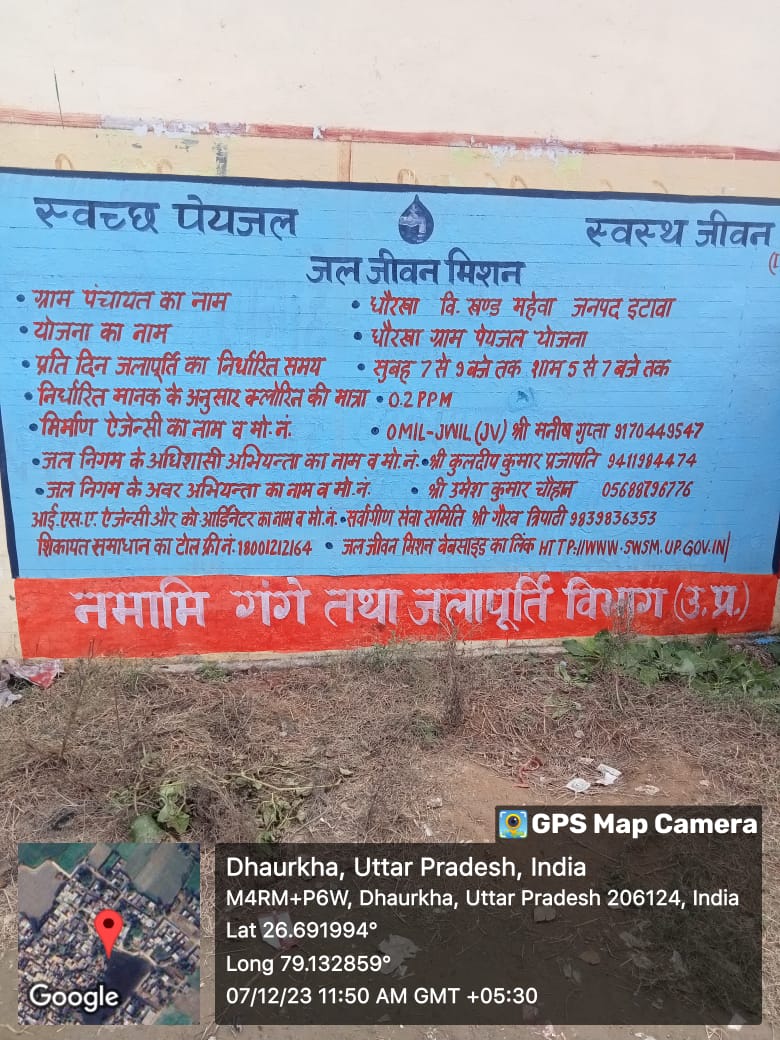 स्वच्छ पेयजल स्वस्थ जीवन
जल जीवन मिशन
• ग्राम पंचायत का नाम • धौरखा वि. खण्ड महेवा जनपद इटावा
• योजना का नाम • धौरखा ग्राम पेयजल योजना
• प्रति दिन जलापूर्ति का निर्धारित समय • सुबह 7 से 9 बजे तक शाम 5 से 7 बजे तक
• निर्धारित मानक के अनुसार क्लोरिन की मात्रा • 0.2 PPM
• निर्माण ऐजेन्सी का नाम व मो.नं. • OMIL-JWIL (JV) श्री मनीष गुप्ता 9170449547
• जल निगम के अधिशासी अभियन्ता का नाम व मो.नं. • श्री कुलदीप कुमार प्रजापति 9411984474
• जल निगम के अवर अभियन्ता का नाम व मो.नं. • श्री उमेश कुमार चौहान 05688796776
आई.एस.ए. ऐजेन्सी और को आर्डिनेटर का नाम व मो.नं. • सर्वांगीण सेवा समिति श्री गौरव त्रिपाठी 9839836353
शिकायत समाधान का टोल फ्री नं. 18001212164 • जल जीवन मिशन वेबसाइड का लिंक HTTP://WWW.SWSM.UP.GOV.IN/
नमामि गंगे तथा जलापूर्ति विभाग (उ.प्र.)
GPS Map Camera
Dhaurkha, Uttar Pradesh, India
M4RM+P6W, Dhaurkha, Uttar Pradesh 206124, India
Lat 26.691994°
Long 79.132859°
07/12/23 11:50 AM GMT +05:30
Google